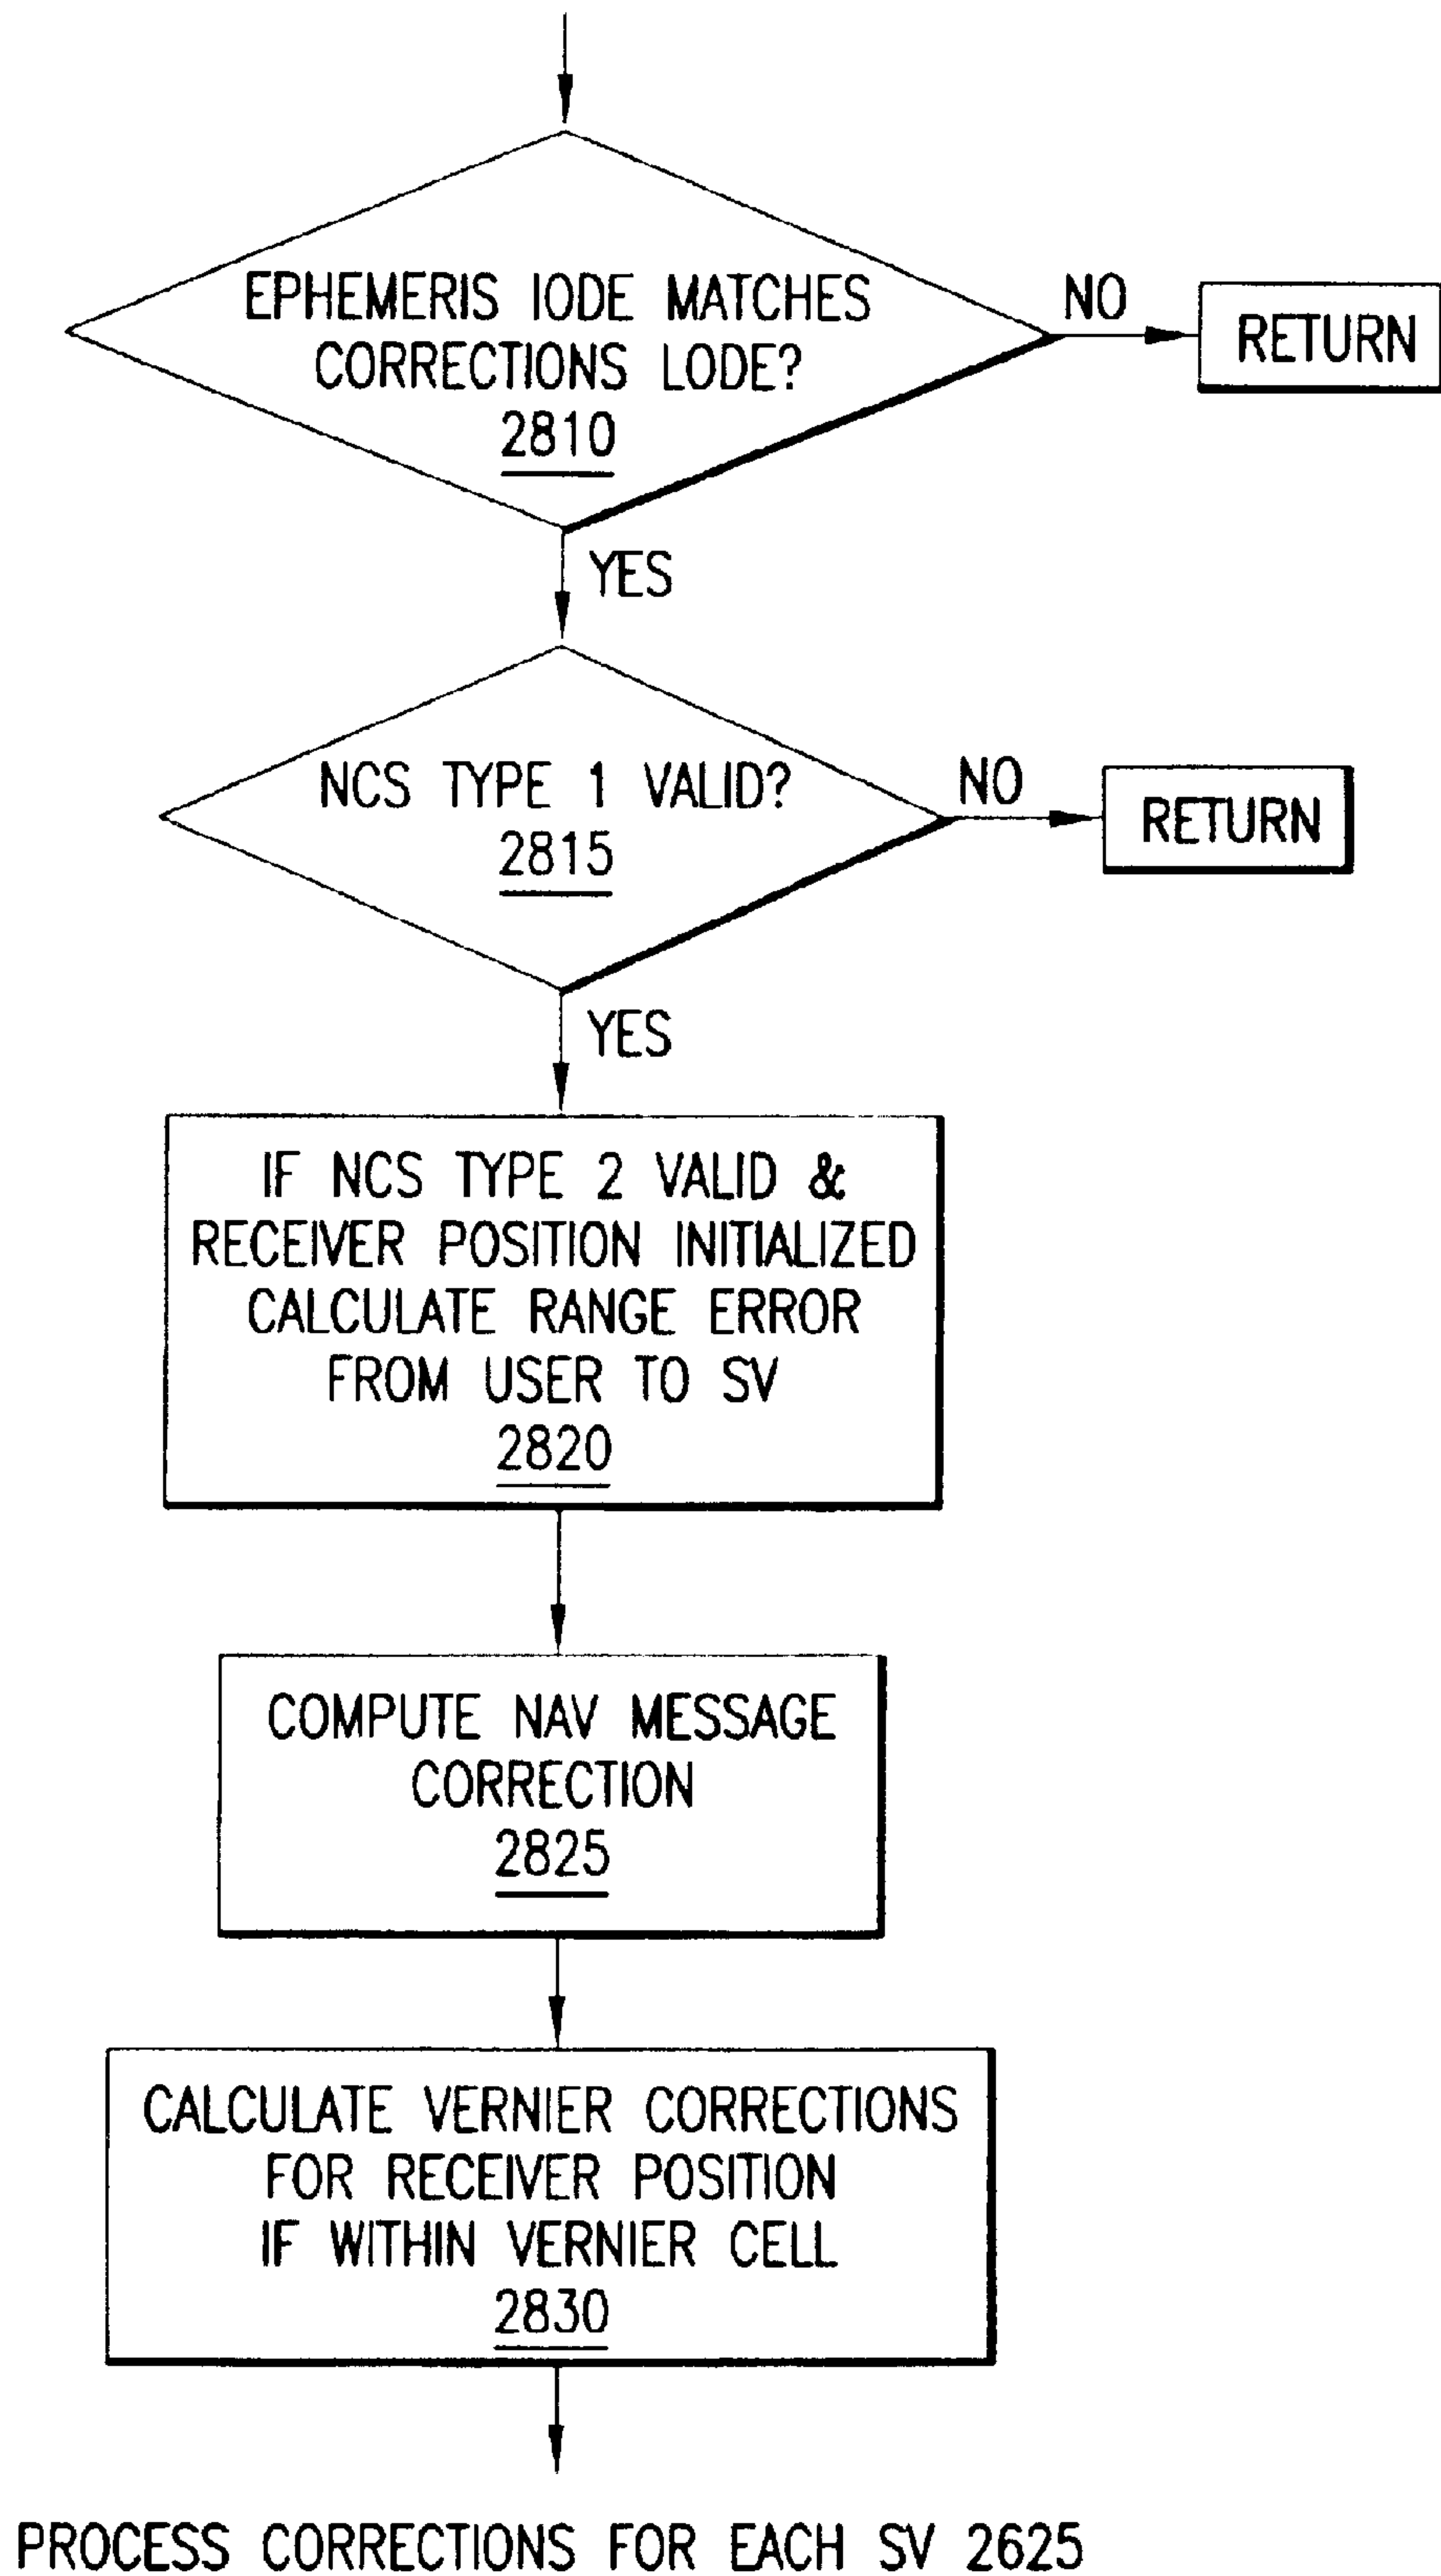 EPHEMERIS IODE MATCHES
CORRECTIONS LODE?
2810
NO
RETURN
YES
NCS TYPE 1 VALID?
2815
NO
RETURN
YES
IF NCS TYPE 2 VALID &
RECEIVER POSITION INITIALIZED
CALCULATE RANGE ERROR
FROM USER TO SV
2820
COMPUTE NAV MESSAGE
CORRECTION
2825
CALCULATE VERNIER CORRECTIONS
FOR RECEIVER POSITION
IF WITHIN VERNIER CELL
2830
PROCESS CORRECTIONS FOR EACH SV 2625